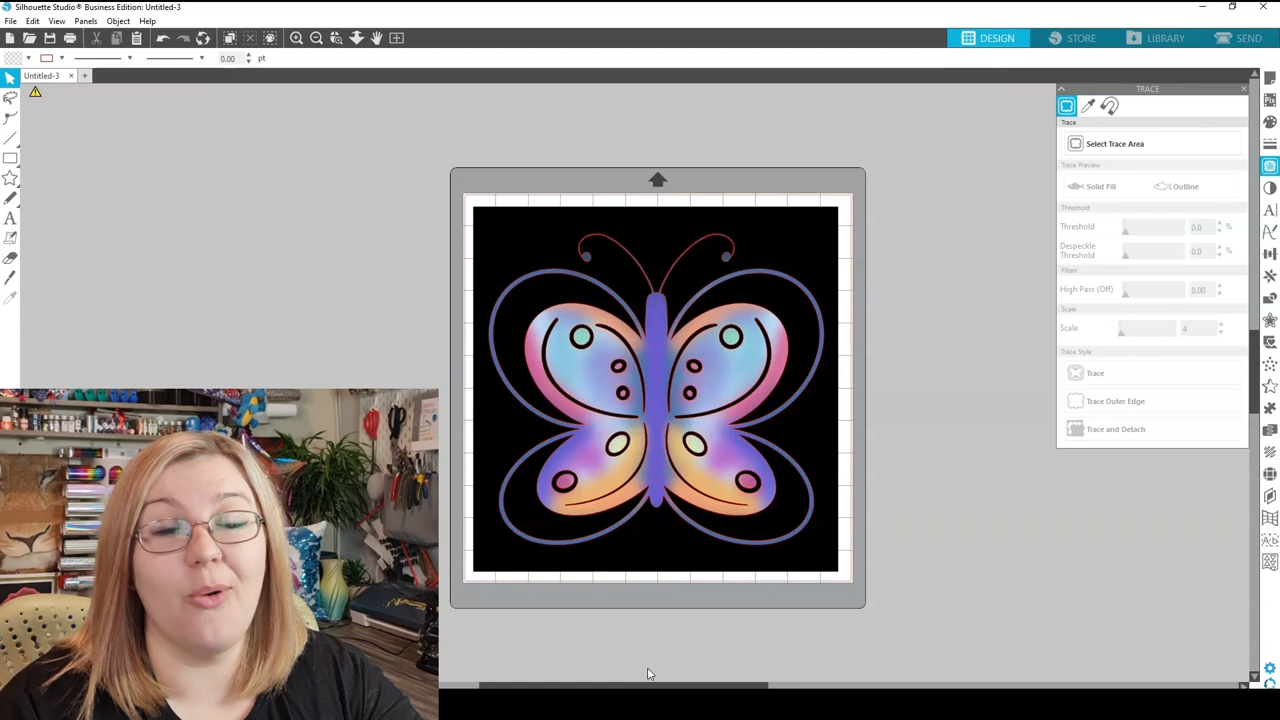 Silhouette Studio® Business Edition: Untitled-3
File Edit View Panels Object Help
DESIGN STORE LIBRARY SEND
0.00 pt
Untitled-3
TRACE
Trace
Select Trace Area
Trace Preview
Solid Fill Outline
Threshold
Threshold 0.0 %
Despeckle
Threshold 0.0 %
Filters
High Pass (Off) 0.00
Scale
Scale 4
Trace Style
Trace
Trace Outer Edge
Trace and Detach